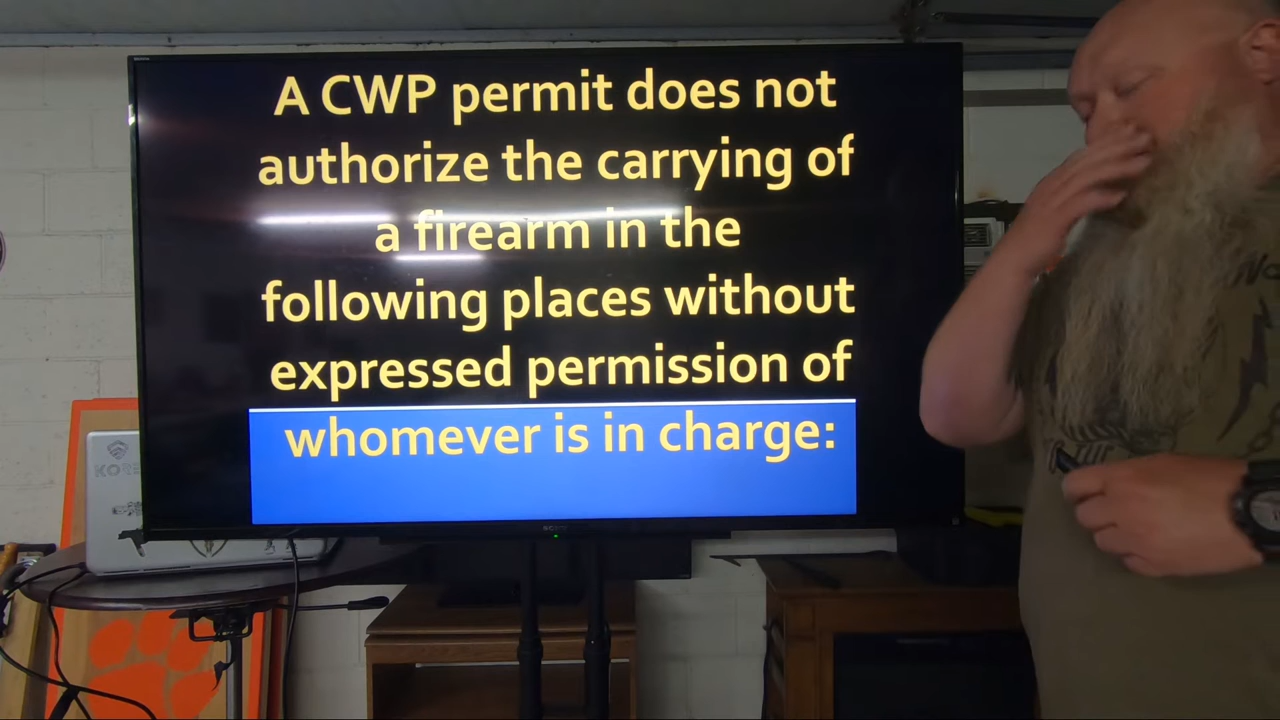 A CWP permit does not
authorize the carrying of
a firearm in the
following places without
expressed permission of
whomever is in charge:
SONY